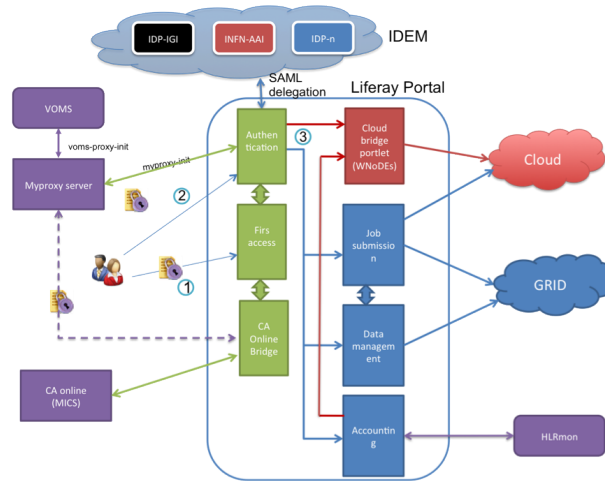 IDP-IGI
INFN-AAI
IDP-n
IDEM
SAML
delegation
Liferay Portal
VOMS
voms-proxy-init
Myproxy server
myproxy-init
Authen
tication
3
Cloud
bridge
portlet
(WNoDEs)
Cloud
2
Firs
access
1
Job
submissio
n
GRID
CA
Online
Bridge
Data
managem
ent
CA online
(MICS)
Accountin
g
HLRmon